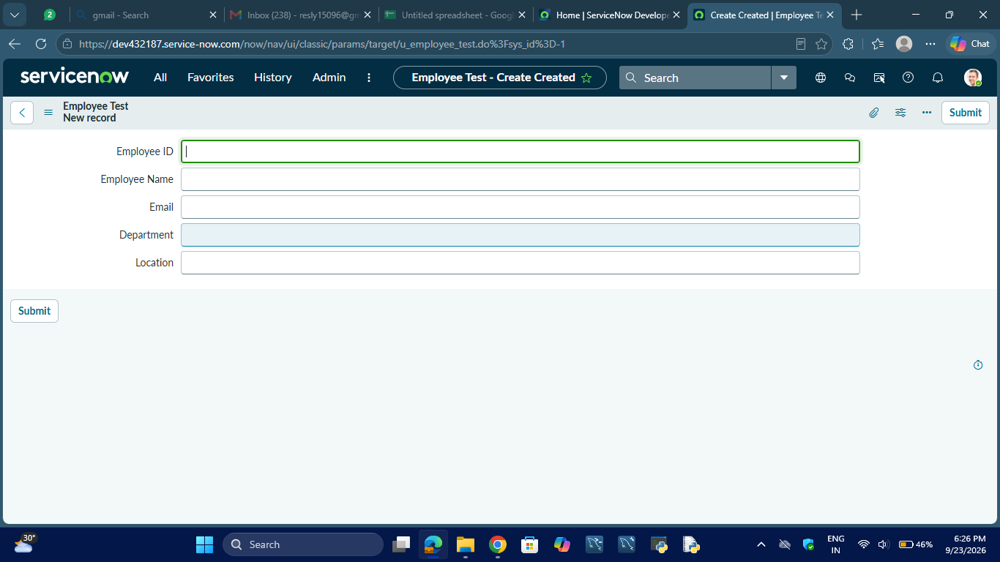 2
gmail - Search
Inbox (238) - resly15096@gm
Untitled spreadsheet - Goog
Home | ServiceNow Develope
Create Created | Employee Te
https://dev432187.service-now.com/now/nav/ui/classic/params/target/u_employee_test.do%3Fsys_id%3D-1
Chat
servicenow
All
Favorites
History
Admin
Employee Test - Create Created
Search
Employee Test
New record
Submit
Employee ID
Employee Name
Email
Department
Location
Submit
30°
Search
ENG
IN
46%
6:26 PM
9/23/2026